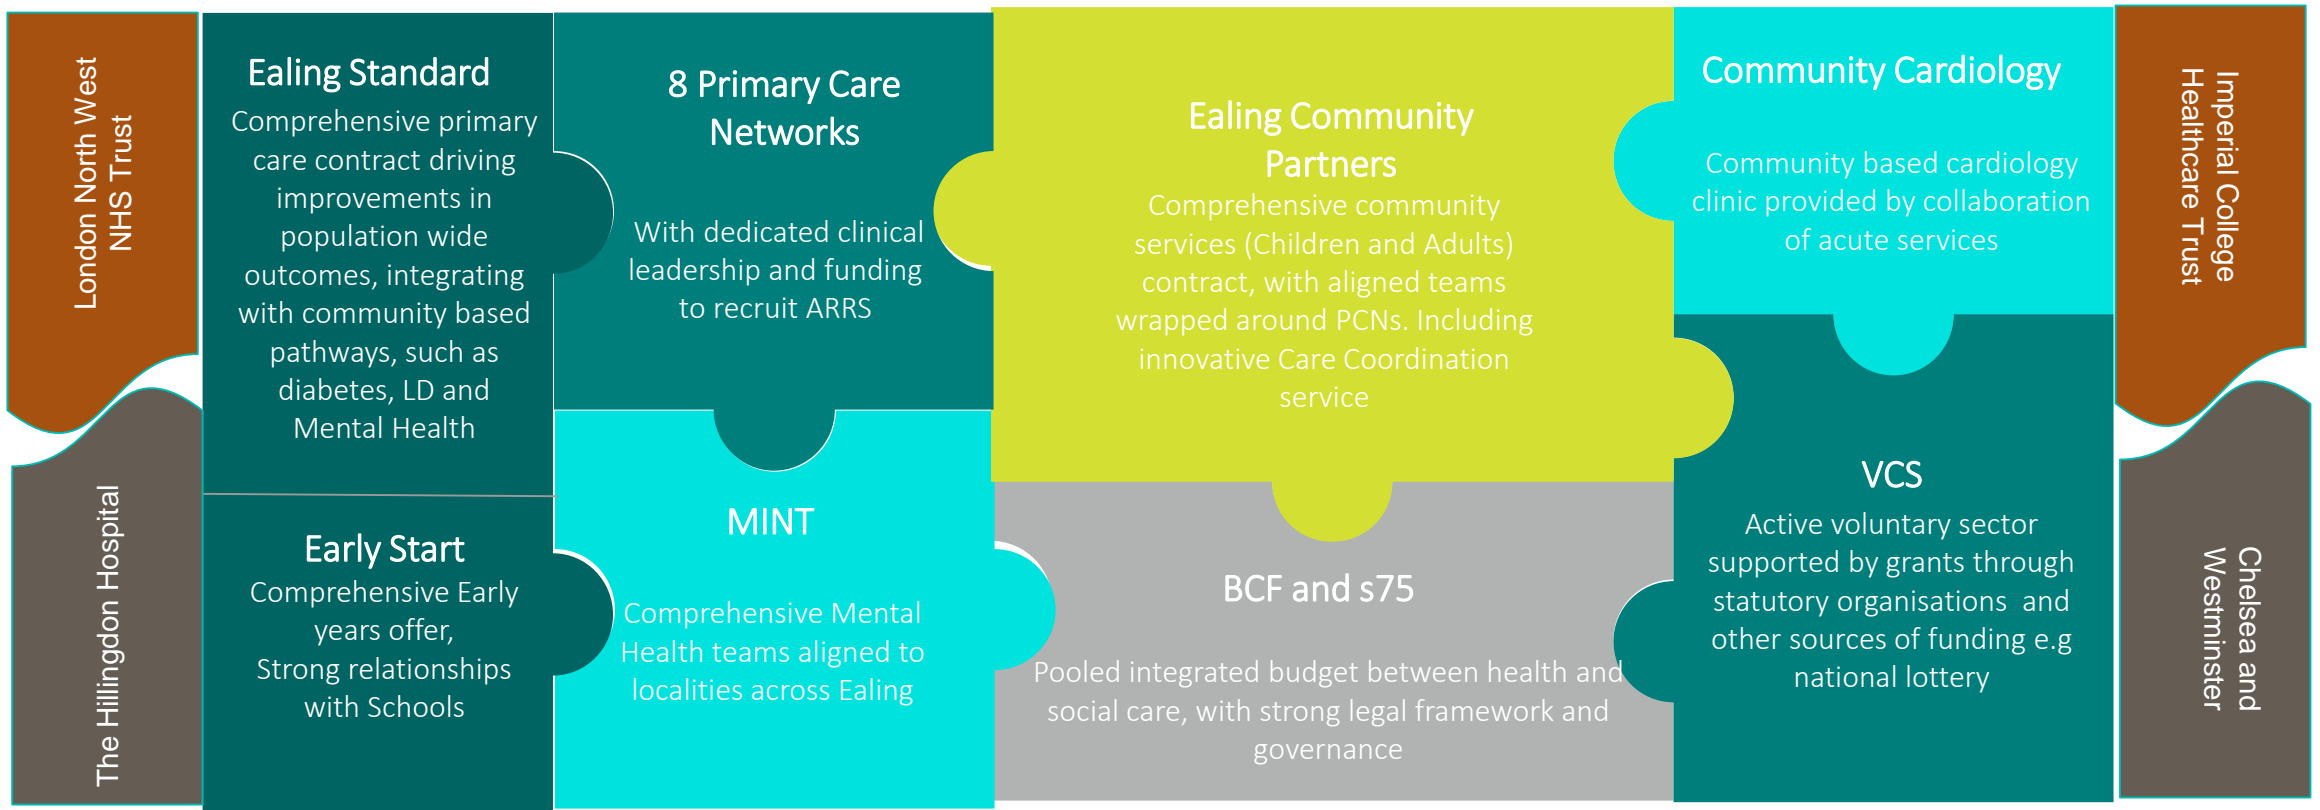 London North West
NHS Trust
The Hillingdon Hospital
Ealing Standard
Comprehensive primary
care contract driving
improvements in
population wide
outcomes, integrating
with community based
pathways, such as
diabetes, LD and
Mental Health
Early Start
Comprehensive Early
years offer,
Strong relationships
with Schools
8 Primary Care
Networks
With dedicated clinical
leadership and funding
to recruit ARRS
MINT
Comprehensive Mental
Health teams aligned to
localities across Ealing
Ealing Community
Partners
Comprehensive community
services (Children and Adults)
contract, with aligned teams
wrapped around PCNs. Including
innovative Care Coordination
service
BCF and s75
Pooled integrated budget between health and
social care, with strong legal framework and
governance
Community Cardiology
Community based cardiology
clinic provided by collaboration
of acute services
VCS
Active voluntary sector
supported by grants through
statutory organisations  and
other sources of funding e.g
national lottery
Imperial College
Healthcare Trust
Chelsea and
Westminster